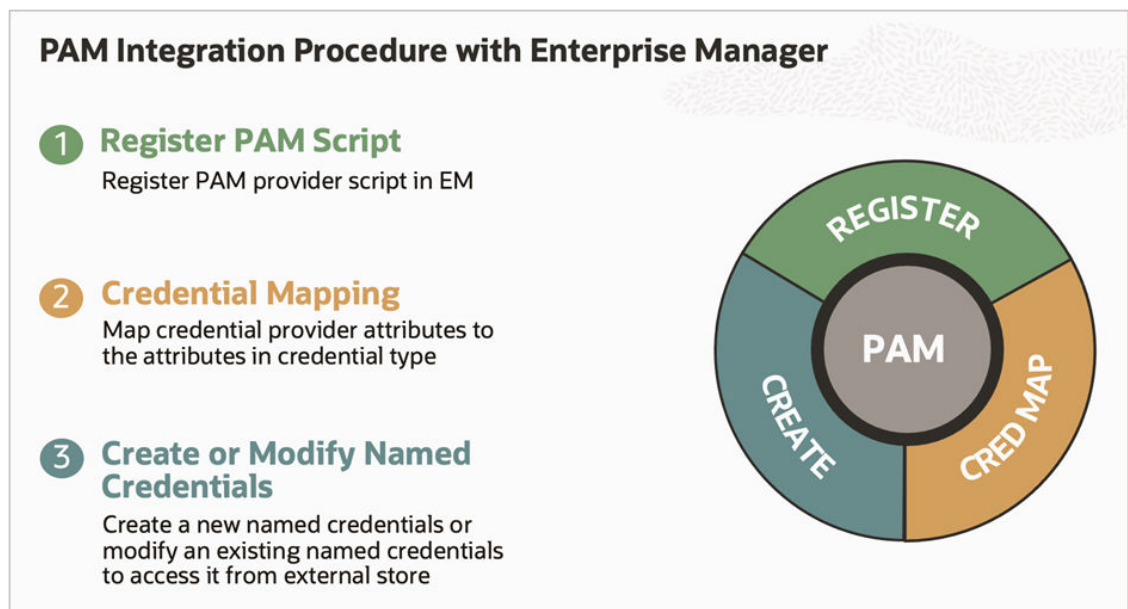 PAM Integration Procedure with Enterprise Manager
1
Register PAM Script
Register PAM provider script in EM
2
Credential Mapping
Map credential provider attributes to
the attributes in credential type
3
Create or Modify Named
Credentials
Create a new named credentials or
modify an existing named credentials
to access it from external store
REGISTER
PAM
CREATE
CRED MAP